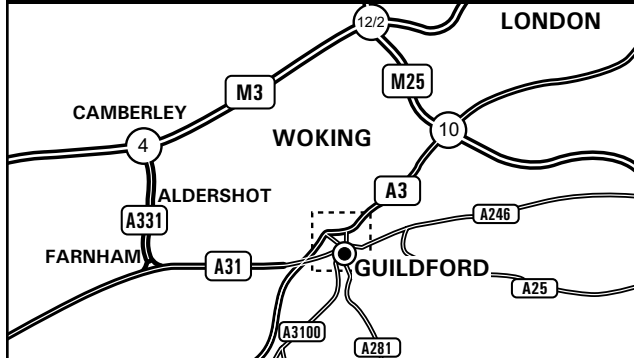 12/2
LONDON
M3
M25
CAMBERLEY
10
WOKING
4
A3
ALDERSHOT
A331
A246
FARNHAM
A31
GUILDFORD
A25
A3100
A281